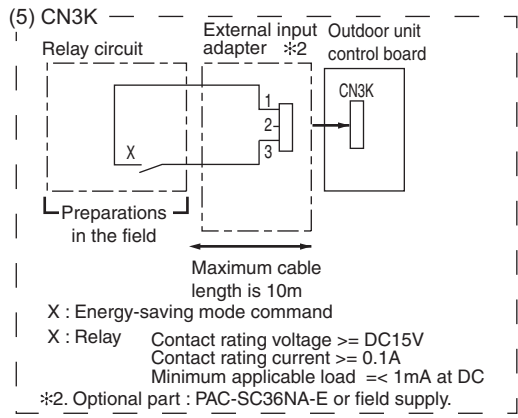 (5) CN3K
External input
adapter ※2
Outdoor unit
control board
Relay circuit
CN3K
1
2
3
X
Preparations
in the field
Maximum cable
length is 10m
X : Energy-saving mode command
X : Relay
Contact rating voltage >= DC15V
Contact rating current >= 0.1A
Minimum applicable load =< 1mA at DC
※2. Optional part : PAC-SC36NA-E or field supply.